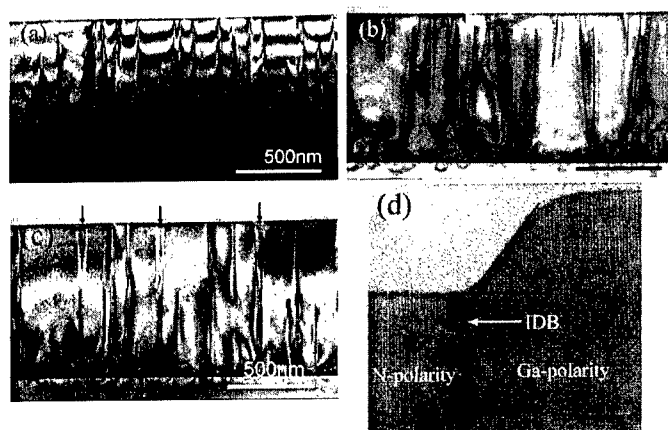 (a)
500nm
(b)
(c)
500nm
(d)
IDB
N-polarity
Ga-polarity